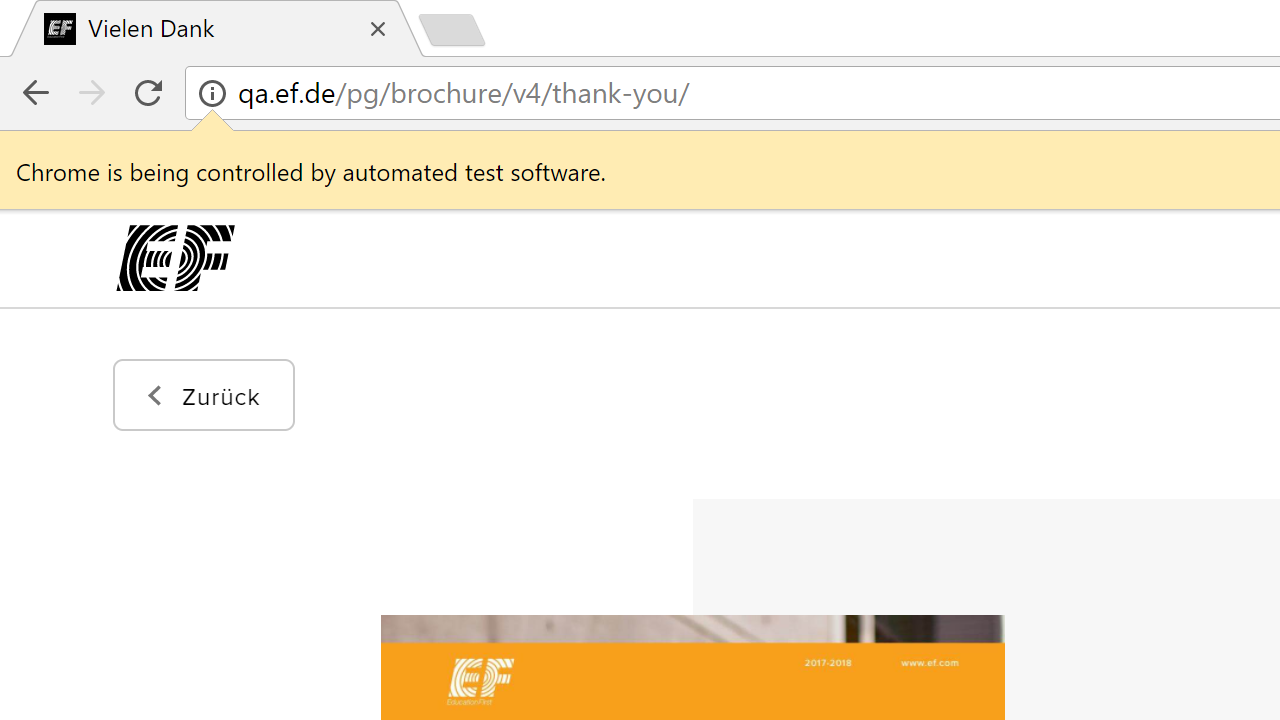 EF
Vielen Dank
qa.ef.de/pg/brochure/v4/thank-you/
Chrome is being controlled by automated test software.
EF
Zurück
EF
Education First
2017-2018
www.ef.com